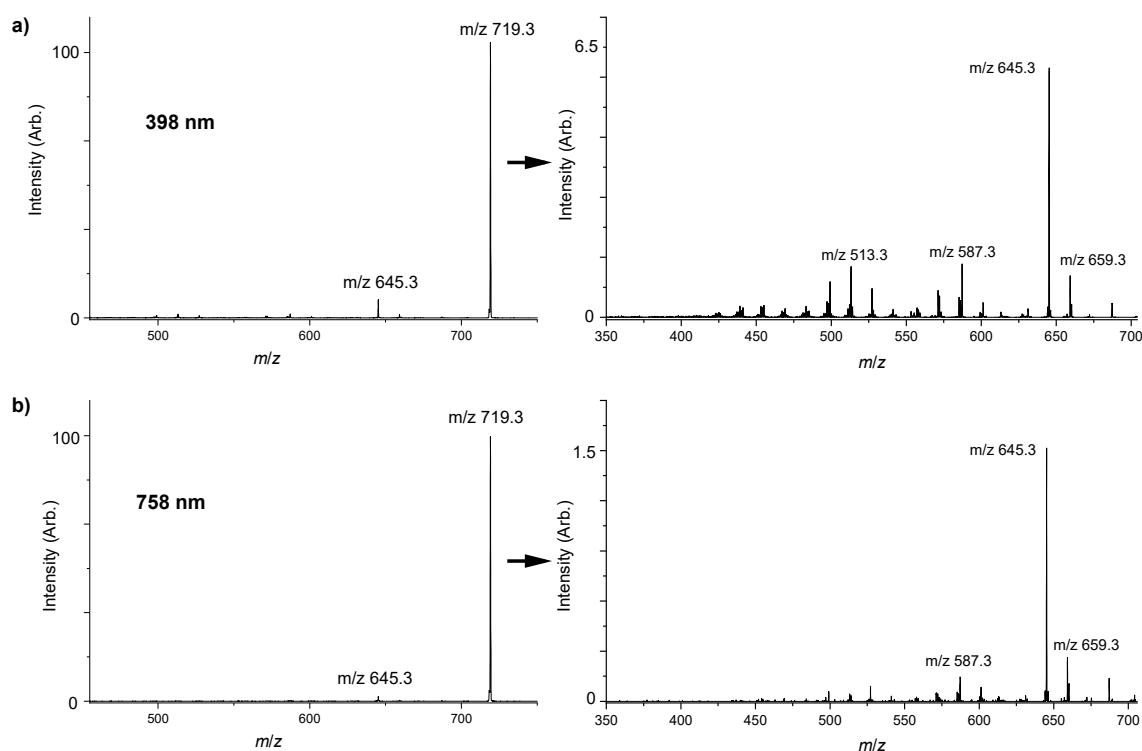 a)
m/z 719.3
100
398 nm
Intensity (Arb.)
m/z 645.3
0
500
600
700
m/z
6.5
m/z 645.3
Intensity (Arb.)
m/z 513.3
m/z 587.3
m/z 659.3
0
350
400
450
500
550
600
650
700
m/z
b)
m/z 719.3
100
758 nm
Intensity (Arb.)
m/z 645.3
0
500
600
700
m/z
1.5
m/z 645.3
Intensity (Arb.)
m/z 587.3
m/z 659.3
0
350
400
450
500
550
600
650
700
m/z